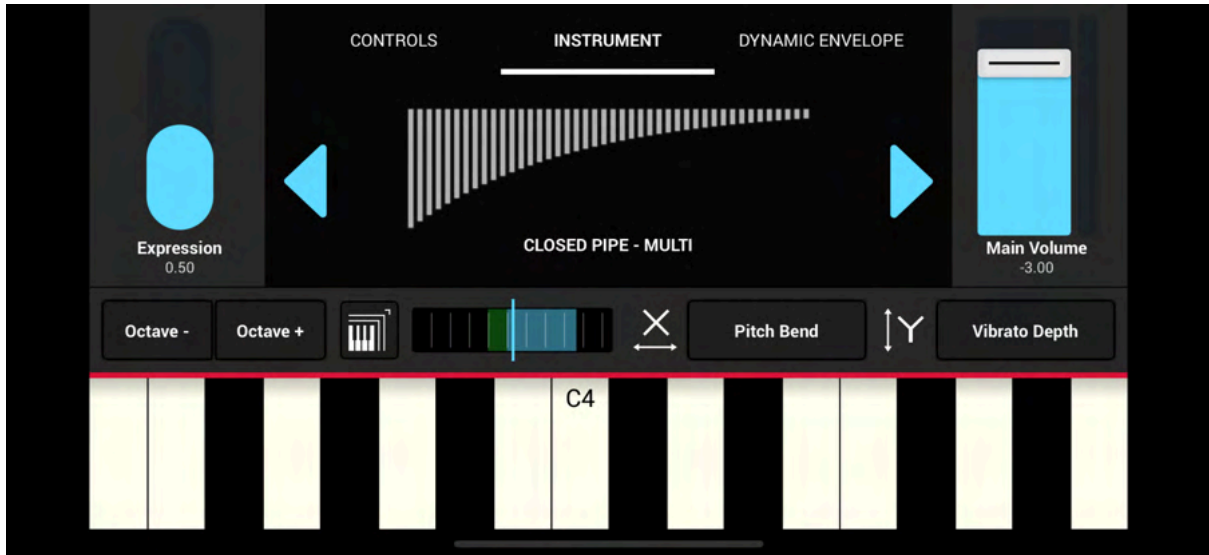 CONTROLS INSTRUMENT DYNAMIC ENVELOPE
CLOSED PIPE - MULTI
Expression
0.50
Main Volume
-3.00
Octave - Octave + X Pitch Bend Y Vibrato Depth
C4